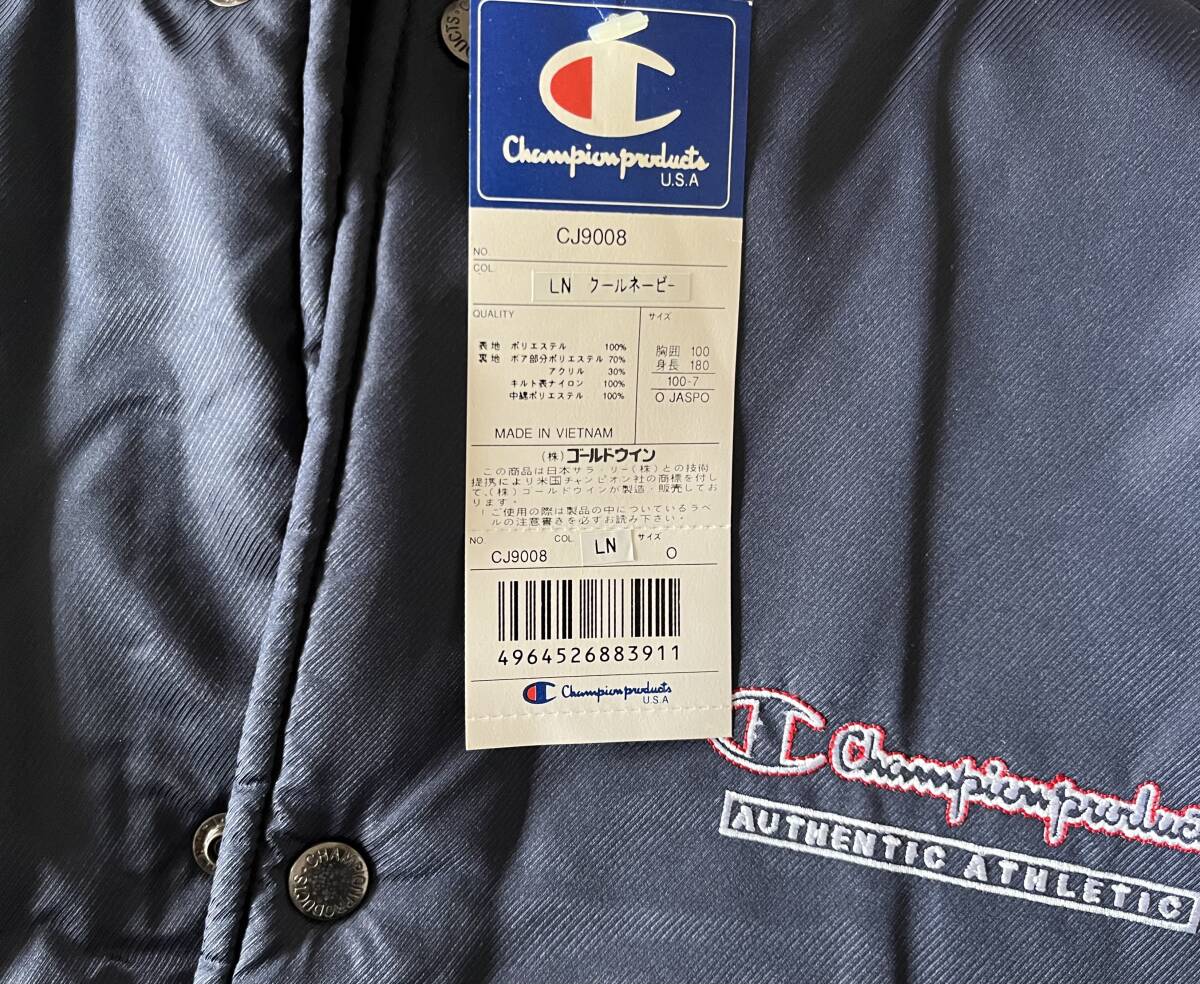 Championproducts
U.S.A
NO. CJ9008
COL. LN クールネービー
QUALITY
表地 ポリエステル 100%
裏地 ボア部分ポリエステル 70%
アクリル 30%
キルト表ナイロン 100%
中綿ポリエステル 100%
サイズ
胸囲 100
身長 180
100-7
O JASPO
MADE IN VIETNAM
(株)ゴールドウイン
この商品は日本サラ・リー(株)との技術
提携により米国チャンピオン社の商標を付し
て、(株)ゴールドウインが製造・販売してお
ります。
ご使用の際は製品の中についているラベ
ルの注意書きを必ずお読み下さい。
NO. CJ9008 COL. LN サイズ O
4964526883911
Championproducts
U.S.A
Championproduc
AUTHENTIC ATHLETIC
CHAMPIONPRODUCTS
DUCTS